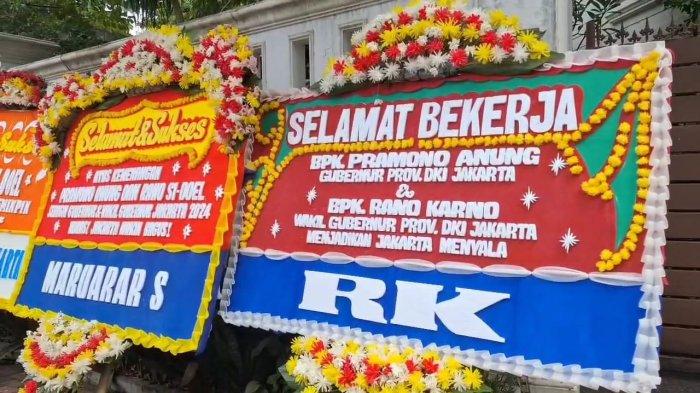 Selamat & Sukses
ATAS KEMENANGAN
PRAMONO ANUNG DAN RANO SI-DOEL
GUBERNUR & WAKIL GUBERNUR JAKARTA 2024
MARUARAR S
SELAMAT BEKERJA
BPK. PRAMONO ANUNG
GUBERNUR PROV. DKI JAKARTA
&
BPK. RANO KARNO
WAKIL GUBERNUR PROV. DKI JAKARTA
MENJADIKAN JAKARTA MENYALA
RK